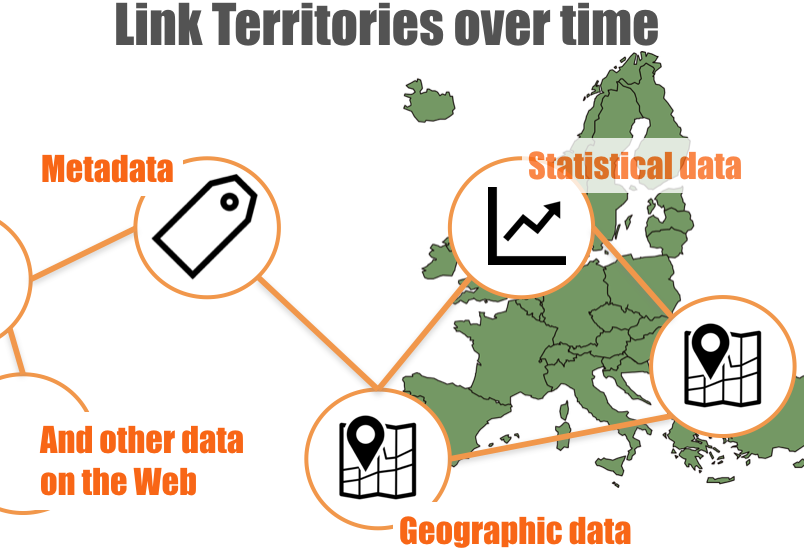 Link Territories over time
Metadata
Statistical data
And other data
on the Web
Geographic data